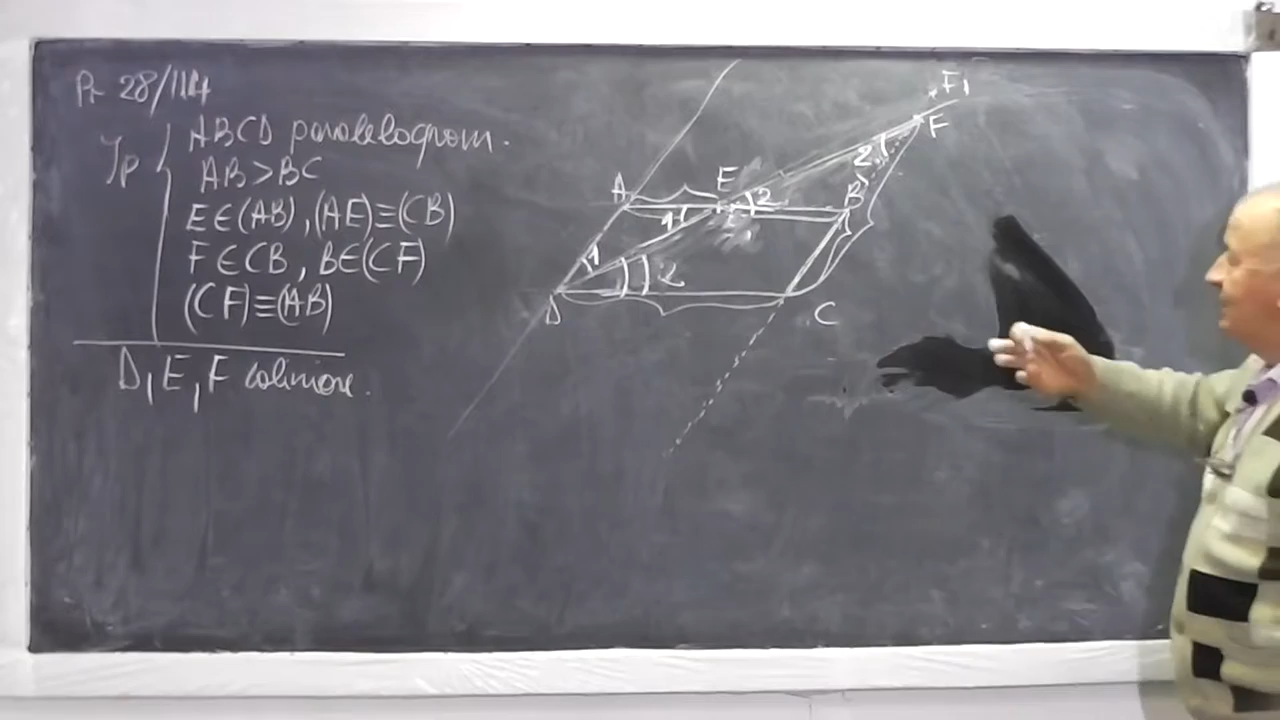 Pr 28/114
Ip
ABCD paralelogram.
AB>BC
E∈(AB), (AE)≡(CB)
F∈CB, B∈(CF)
(CF)≡(AB)
D, E, F coliniare.
F1
F
A
E
B
2
2
1
1
2
D
C